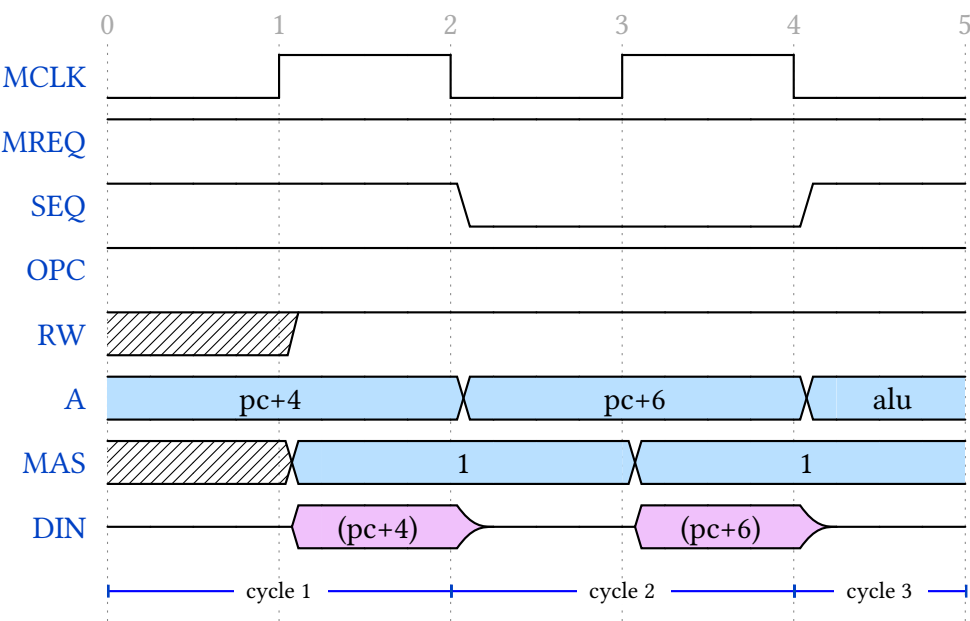 0 1 2 3 4 5
MCLK
MREQ
SEQ
OPC
RW
A pc+4 pc+6 alu
MAS 1 1
DIN (pc+4) (pc+6)
cycle 1 cycle 2 cycle 3